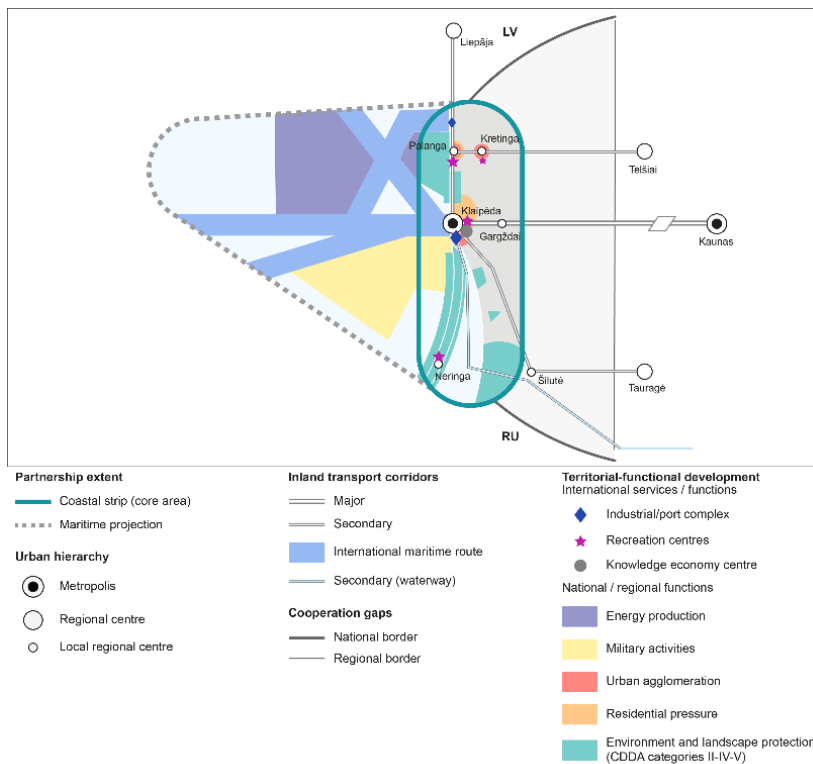 LV
Liepāja
Palanga
Kretinga
Telšiai
Klaipėda
Gargždai
Kaunas
Neringa
Šilutė
Tauragė
RU
Partnership extent
Coastal strip (core area)
Maritime projection
Urban hierarchy
Metropolis
Regional centre
Local regional centre
Inland transport corridors
Major
Secondary
International maritime route
Secondary (waterway)
Cooperation gaps
National border
Regional border
Territorial-functional development
International services / functions
Industrial/port complex
Recreation centres
Knowledge economy centre
National / regional functions
Energy production
Military activities
Urban agglomeration
Residential pressure
Environment and landscape protection
(CDDA categories II-IV-V)